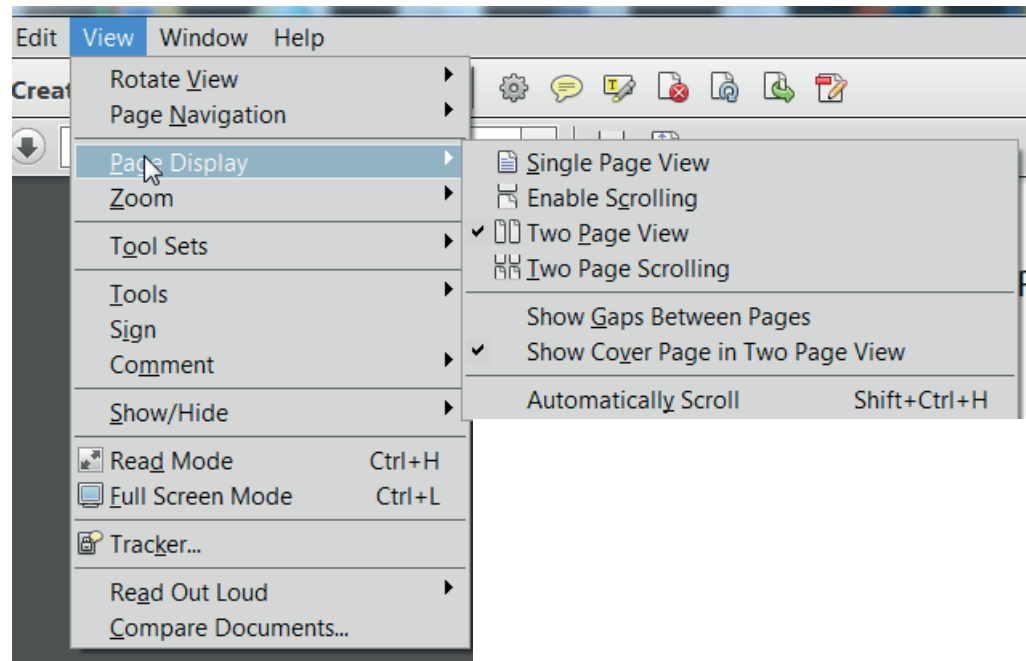 Edit View Window Help
Creat
Rotate View
Page Navigation
Page Display
Zoom
Tool Sets
Tools
Sign
Comment
Show/Hide
Read Mode Ctrl+H
Full Screen Mode Ctrl+L
Tracker...
Read Out Loud
Compare Documents...
Single Page View
Enable Scrolling
Two Page View
Two Page Scrolling
Show Gaps Between Pages
Show Cover Page in Two Page View
Automatically Scroll Shift+Ctrl+H